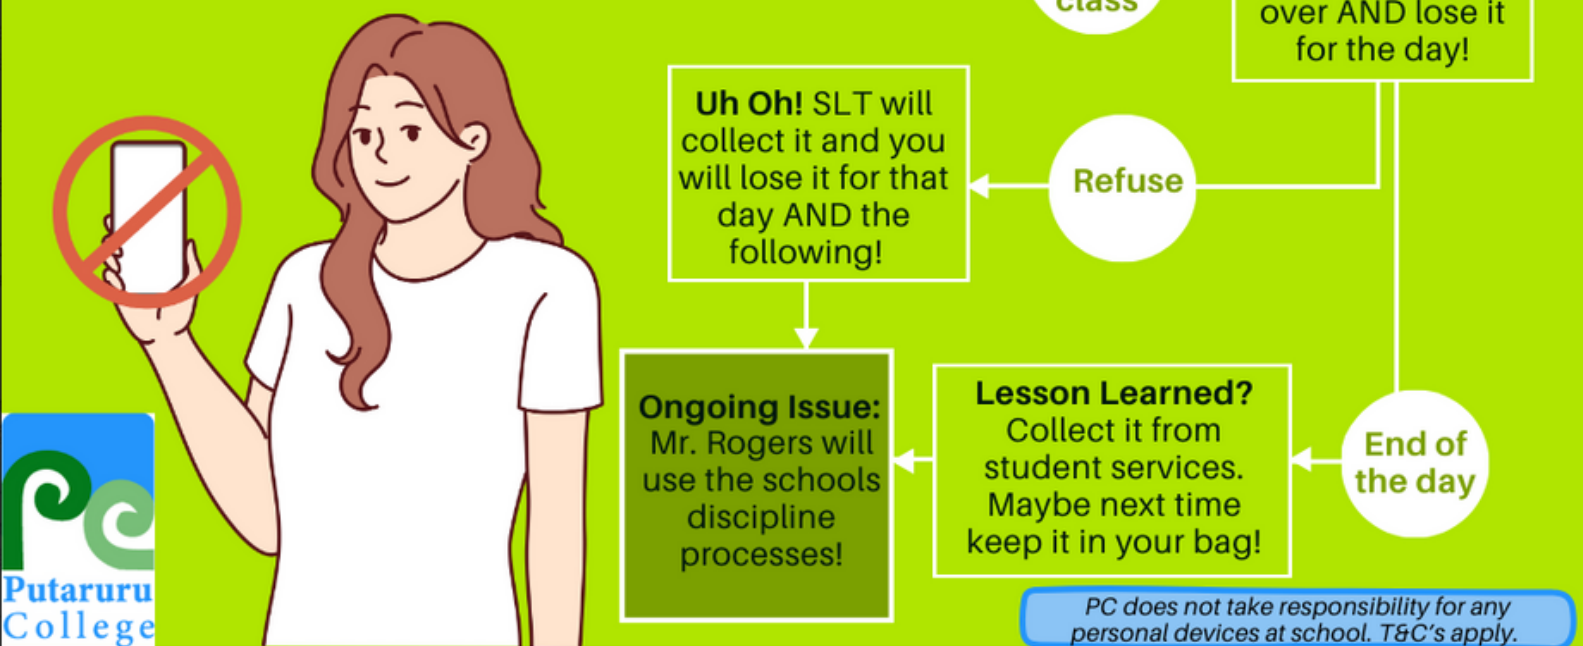 class
over AND lose it
for the day!
Uh Oh! SLT will
collect it and you
will lose it for that
day AND the
following!
Refuse
Ongoing Issue:
Mr. Rogers will
use the schools
discipline
processes!
Lesson Learned?
Collect it from
student services.
Maybe next time
keep it in your bag!
End of
the day
PC
Putaruru
College
PC does not take responsibility for any
personal devices at school. T&C's apply.